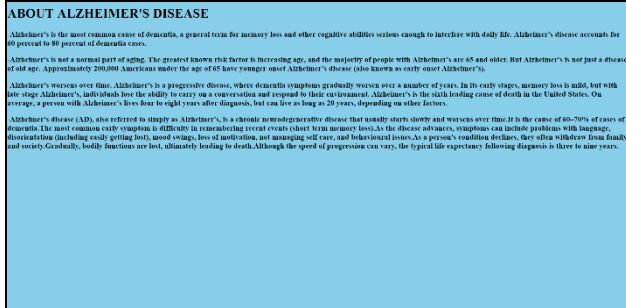 ABOUT ALZHEIMER'S DISEASE
·Alzheimer's is the most common cause of dementia, a general term for memory loss and other cognitive abilities serious enough to interfere with daily life. Alzheimer's disease accounts for
60 percent to 80 percent of dementia cases.
·Alzheimer's is not a normal part of aging. The greatest known risk factor is increasing age, and the majority of people with Alzheimer's are 65 and older. But Alzheimer's is not just a disease
of old age. Approximately 200,000 Americans under the age of 65 have younger onset Alzheimer's disease (also known as early onset Alzheimer's).
·Alzheimer's worsens over time. Alzheimer's is a progressive disease, where dementia symptoms gradually worsen over a number of years. In its early stages, memory loss is mild, but with
late stage Alzheimer's, individuals lose the ability to carry on a conversation and respond to their environment. Alzheimer's is the sixth leading cause of death in the United States. On
average, a person with Alzheimer's lives four to eight years after diagnosis, but can live as long as 20 years, depending on other factors.
·Alzheimer's disease (AD), also referred to simply as Alzheimer's, is a chronic neurodegenerative disease that usually starts slowly and worsens over time.It is the cause of 60–70% of cases of
dementia.The most common early symptom is difficulty in remembering recent events (short term memory loss).As the disease advances, symptoms can include problems with language,
disorientation (including easily getting lost), mood swings, loss of motivation, not managing self care, and behavioural issues.As a person's condition declines, they often withdraw from family
and society.Gradually, bodily functions are lost, ultimately leading to death.Although the speed of progression can vary, the typical life expectancy following diagnosis is three to nine years.